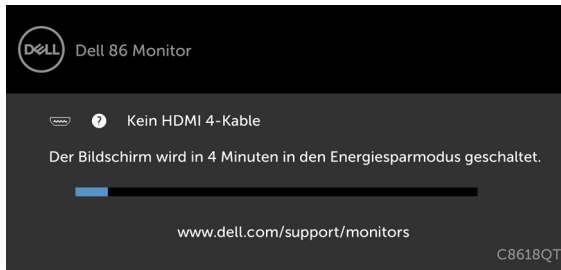 DELL Dell 86 Monitor
? Kein HDMI 4-Kable
Der Bildschirm wird in 4 Minuten in den Energiesparmodus geschaltet.
www.dell.com/support/monitors
C8618QT